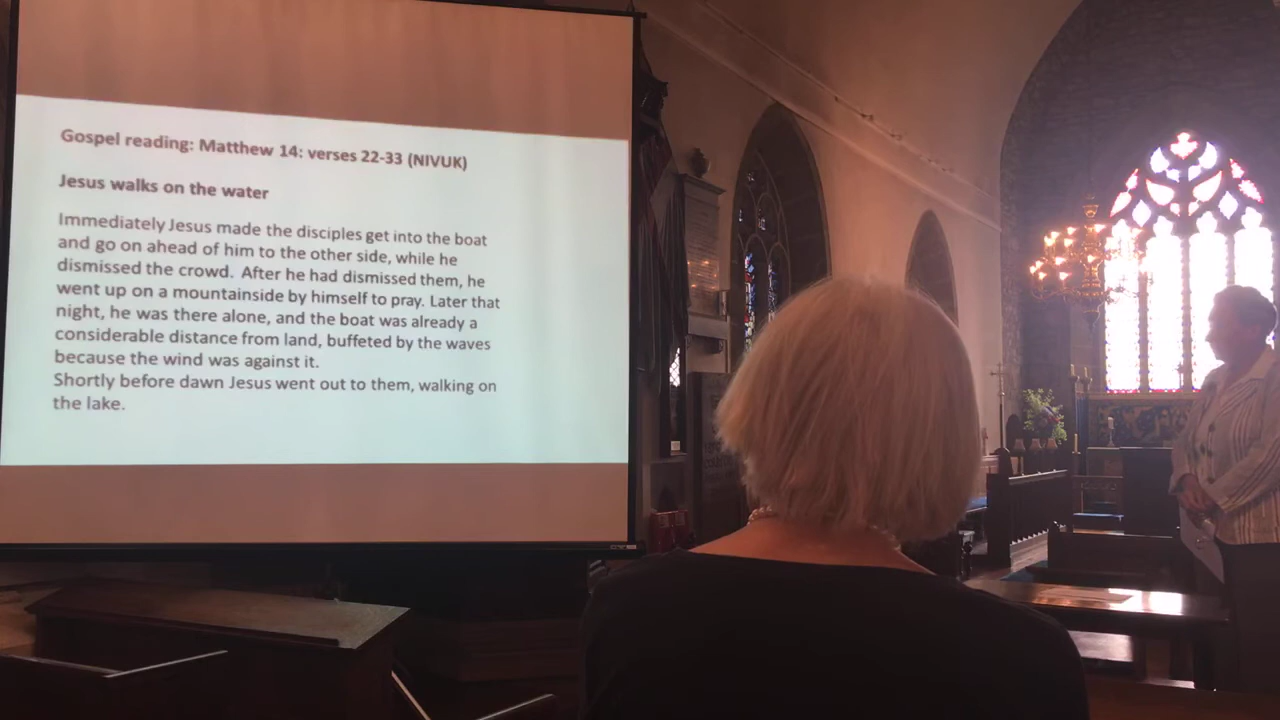 Gospel reading: Matthew 14: verses 22-33 (NIVUK)
Jesus walks on the water
Immediately Jesus made the disciples get into the boat
and go on ahead of him to the other side, while he
dismissed the crowd. After he had dismissed them, he
went up on a mountainside by himself to pray. Later that
night, he was there alone, and the boat was already a
considerable distance from land, buffeted by the waves
because the wind was against it.
Shortly before dawn Jesus went out to them, walking on
the lake.